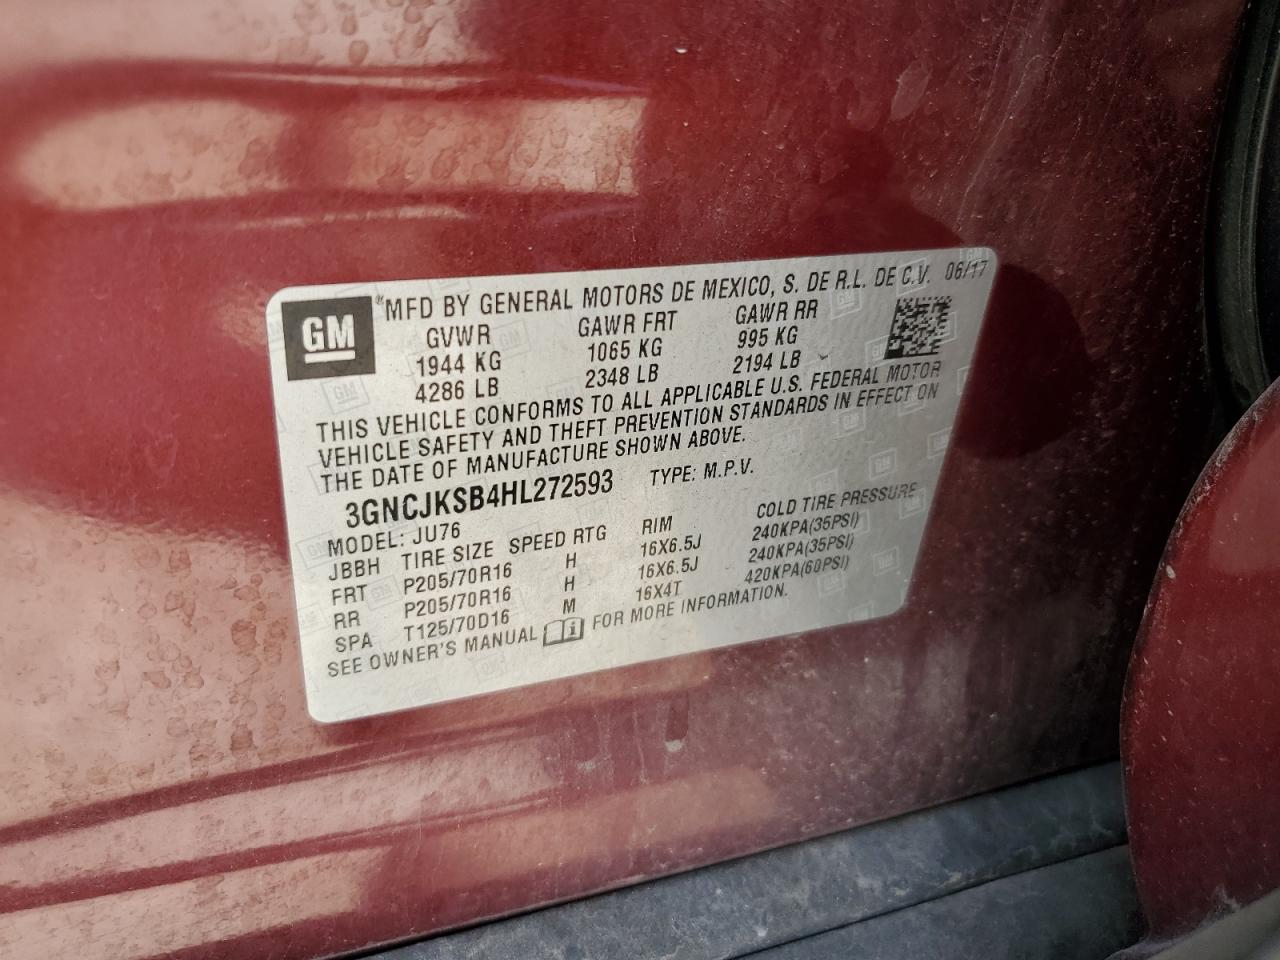 GM
®MFD BY GENERAL MOTORS DE MEXICO, S. DE R.L. DE C.V. 06/17
GVWR GAWR FRT GAWR RR
1944 KG 1065 KG 995 KG
4286 LB 2348 LB 2194 LB
THIS VEHICLE CONFORMS TO ALL APPLICABLE U.S. FEDERAL MOTOR
VEHICLE SAFETY AND THEFT PREVENTION STANDARDS IN EFFECT ON
THE DATE OF MANUFACTURE SHOWN ABOVE.
3GNCJKSB4HL272593 TYPE: M.P.V.
MODEL: JU76
JBBH TIRE SIZE SPEED RTG RIM COLD TIRE PRESSURE
FRT P205/70R16 H 16X6.5J 240KPA(35PSI)
RR P205/70R16 H 16X6.5J 240KPA(35PSI)
SPA T125/70D16 M 16X4T 420KPA(60PSI)
SEE OWNER'S MANUAL FOR MORE INFORMATION.